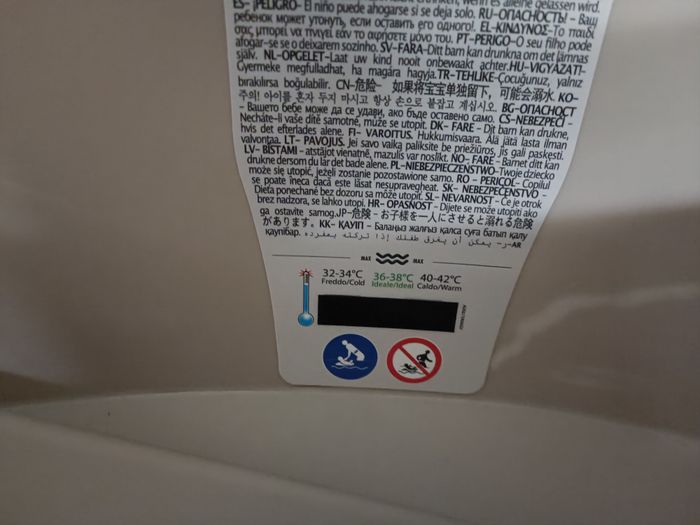 ES- ¡PELIGRO- El niño puede ahogarse si se deja solo. RU-ОПАСНОСТЬ! - Ваш
ребенок может утонуть, если оставить его одного!. EL-ΚΙΝΔΥΝΟΣ-Το παιδί
σας, μπορεί να πνιγεί εάν το αφήσετε μόνο του. PT-PERIGO-O seu filho pode
afogar-se se o deixarem sozinho. SV-FARA-Ditt barn kan drunkna om det lämnas
själv. NL-OPGELET-Laat uw kind nooit onbewaakt achter. HU-VIGYÁZATI-
Gyermeke megfulladhat, ha magára hagyja. TR-TEHLIKE-Çocuğunuz, yalnız
bırakılırsa boğulabilir. CN-危险- 如果将宝宝单独留下, 可能会溺水. KO-
주의! 아이를 혼자 두지 마시고 항상 손으로 붙잡고 계십시오. BG-ОПАСНОСТ
- Вашето бебе може да се удави, ако бъде оставено само. CS-NEBEZPEČÍ -
Necháte-li vaše dítě samotné, může se utopit. DK- FARE - Dit barn kan drukne,
hvis det efterlades alene. FI - VAROITUS. Hukkumisvaara. Älä jätä lasta ilman
valvontaa. LT- PAVOJUS. Jei savo vaiką paliksite be priežiūros, jis gali paskęsti.
LV- BĪSTAMI - atstājot vienatnē, mazulis var noslīkt. NO- FARE - Barnet ditt kan
drukne dersom du lar det bade alene. PL-NIEBEZPIECZEŃSTWO-Twoje dziecko
może się utopić, jeżeli zostanie pozostawione samo. RO - PERICOL- Copilul
se poate îneca dacă este lăsat nesupravegheat. SK- NEBEZPEČENSTVO -
Dieťa ponechané bez dozoru sa môže utopiť. SL- NEVARNOST - Če je otrok
brez nadzora, se lahko utopi. HR- OPASNOST - Dijete se može utopiti ako
ga ostavite samog. JP-危険 - お子様を一人にさせると溺れる危険
があります。KK- ҚАУІП - Балаңыз жалғыз қалса суға батып қалу
қаупі бар. AR-ر- يمكن أن يغرق طفلك إذا تركته بمفرده
MAX MAX
32-34°C 36-38°C 40-42°C
Freddo/Cold Ideale/Ideal Caldo/Warm